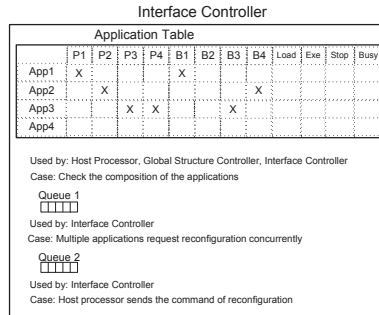 Interface Controller
Application Table
P1 P2 P3 P4 B1 B2 B3 B4 Load Exe Stop Busy
App1 X X
App2 X X
App3 X X X
App4
Used by: Host Processor, Global Structure Controller, Interface Controller
Case: Check the composition of the applications
Queue 1
Used by: Interface Controller
Case: Multiple applications request reconfiguration concurrently
Queue 2
Used by: Interface Controller
Case: Host processor sends the command of reconfiguration